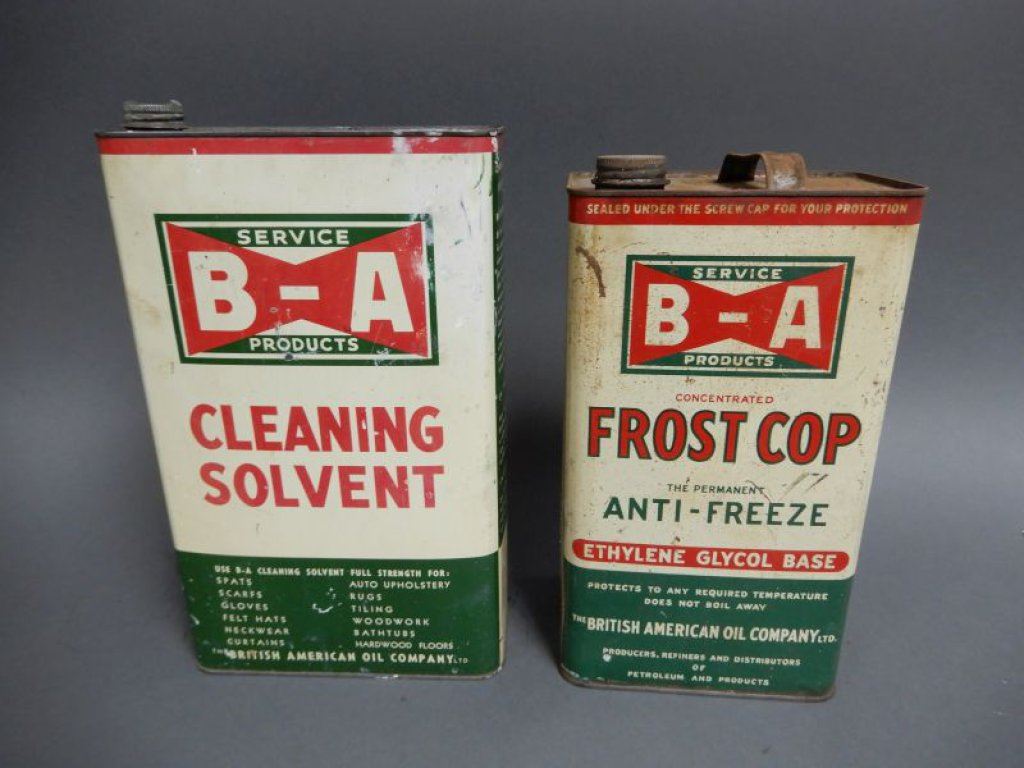 SERVICE
B-A
PRODUCTS
CLEANING
SOLVENT
USE B-A CLEANING SOLVENT FULL STRENGTH FOR:
SPATS
SCARFS
GLOVES
FELT HATS
NECKWEAR
CURTAINS
AUTO UPHOLSTERY
RUGS
TILING
WOODWORK
BATHTUBS
HARDWOOD FLOORS
THE BRITISH AMERICAN OIL COMPANY LTD
SEALED UNDER THE SCREW CAP FOR YOUR PROTECTION
SERVICE
B-A
PRODUCTS
CONCENTRATED
FROST COP
THE PERMANENT
ANTI-FREEZE
ETHYLENE GLYCOL BASE
PROTECTS TO ANY REQUIRED TEMPERATURE
DOES NOT BOIL AWAY
THE BRITISH AMERICAN OIL COMPANY LTD.
PRODUCERS, REFINERS AND DISTRIBUTORS
OF
PETROLEUM AND PRODUCTS